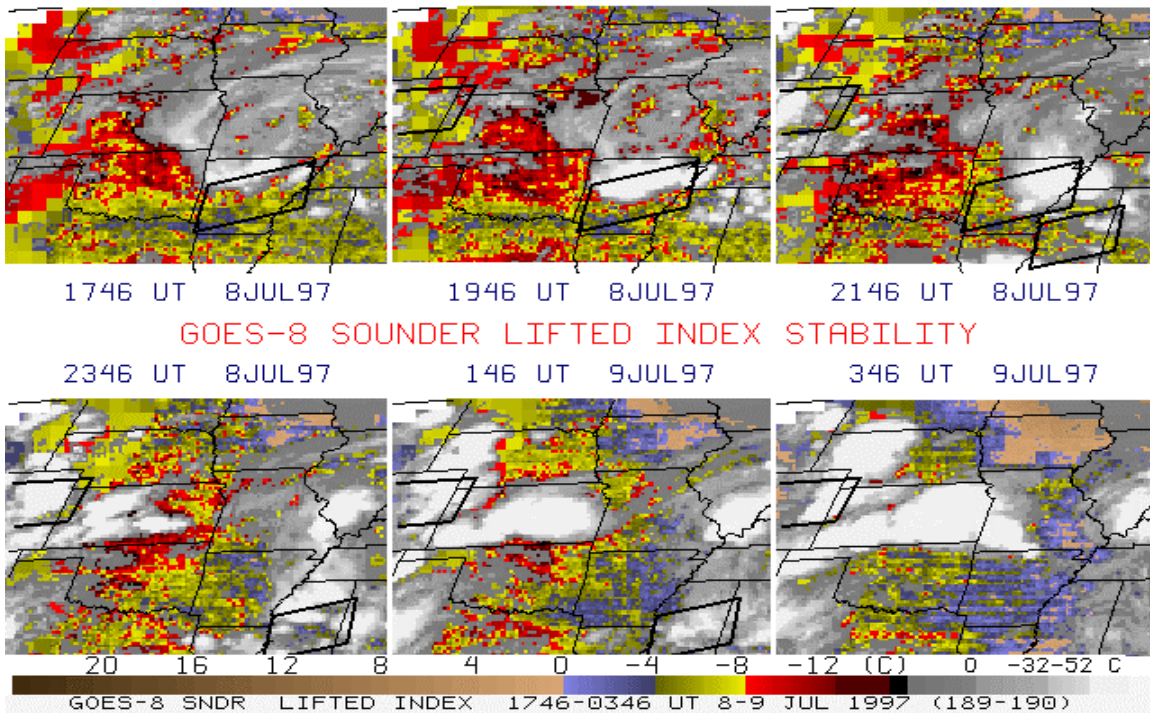 1746 UT 8JUL97 1946 UT 8JUL97 2146 UT 8JUL97
GOES-8 SOUNDER LIFTED INDEX STABILITY
2346 UT 8JUL97 146 UT 9JUL97 346 UT 9JUL97
20 16 12 8 4 0 -4 -8 -12 (C) 0 -32-52 C
GOES-8 SNDR LIFTED INDEX 1746-0346 UT 8-9 JUL 1997 (189-190)